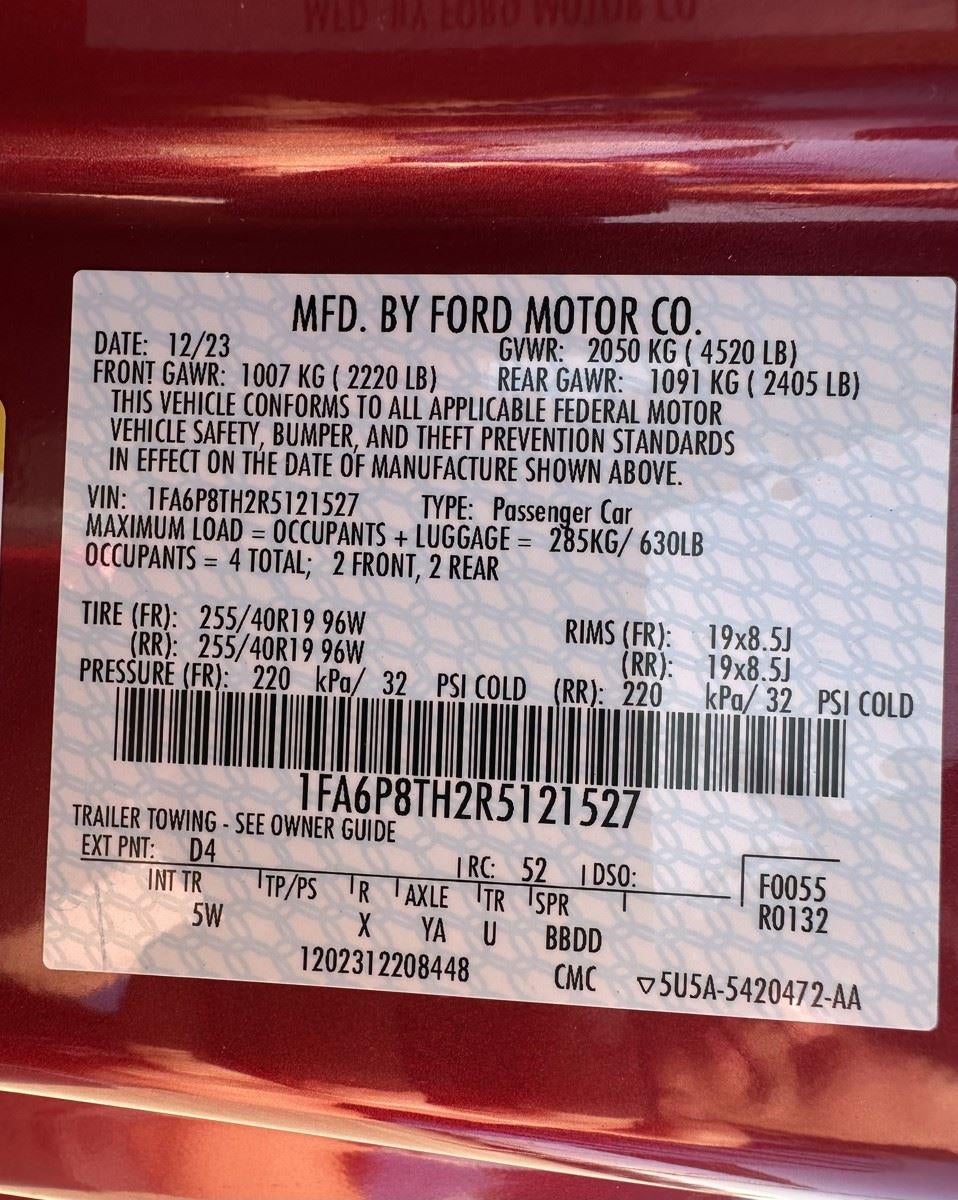 MFD. BY FORD MOTOR CO.
DATE: 12/23 GVWR: 2050 KG ( 4520 LB)
FRONT GAWR: 1007 KG ( 2220 LB) REAR GAWR: 1091 KG ( 2405 LB)
THIS VEHICLE CONFORMS TO ALL APPLICABLE FEDERAL MOTOR
VEHICLE SAFETY, BUMPER, AND THEFT PREVENTION STANDARDS
IN EFFECT ON THE DATE OF MANUFACTURE SHOWN ABOVE.
VIN: 1FA6P8TH2R5121527 TYPE: Passenger Car
MAXIMUM LOAD = OCCUPANTS + LUGGAGE = 285KG/ 630LB
OCCUPANTS = 4 TOTAL; 2 FRONT, 2 REAR
TIRE (FR): 255/40R19 96W RIMS (FR): 19x8.5J
(RR): 255/40R19 96W (RR): 19x8.5J
PRESSURE (FR): 220 kPa/ 32 PSI COLD (RR): 220 kPa/ 32 PSI COLD
1FA6P8TH2R5121527
TRAILER TOWING - SEE OWNER GUIDE
EXT PNT: D4 RC: 52 DSO: F0055
INT TR TP/PS R AXLE TR SPR R0132
5W X YA U BBDD
1202312208448 CMC ▽5U5A-5420472-AA